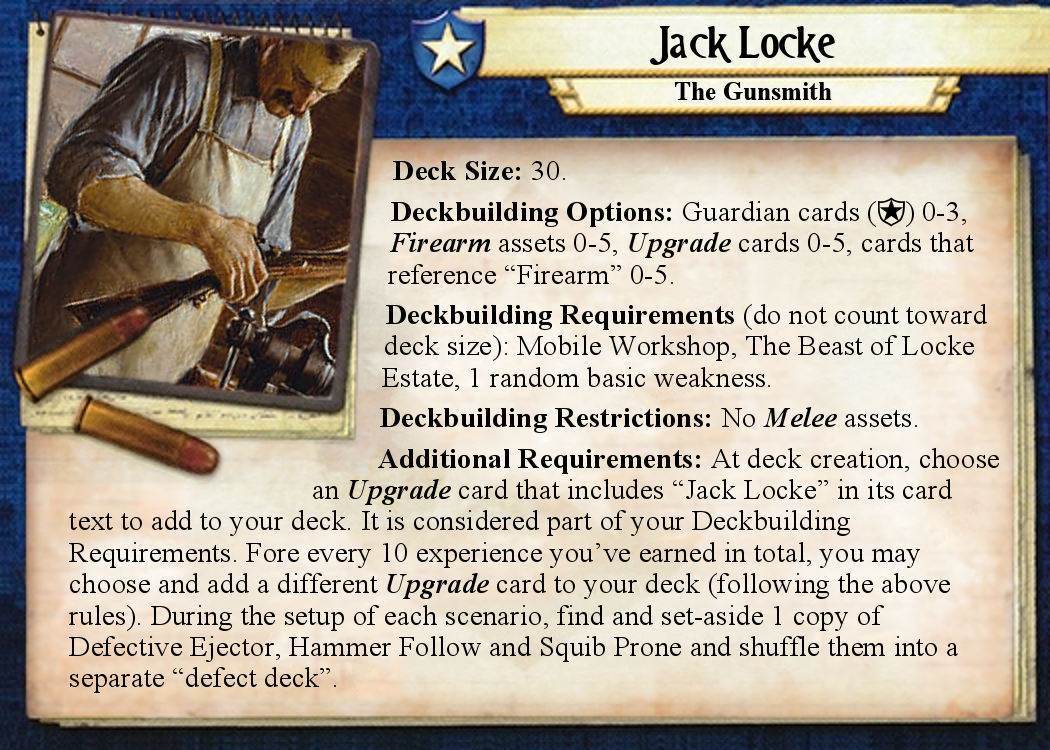 Jack Locke
The Gunsmith
Deck Size: 30.
Deckbuilding Options: Guardian cards () 0-3,
Firearm assets 0-5, Upgrade cards 0-5, cards that
reference “Firearm” 0-5.
Deckbuilding Requirements (do not count toward
deck size): Mobile Workshop, The Beast of Locke
Estate, 1 random basic weakness.
Deckbuilding Restrictions: No Melee assets.
Additional Requirements: At deck creation, choose
an Upgrade card that includes “Jack Locke” in its card
text to add to your deck. It is considered part of your Deckbuilding
Requirements. Fore every 10 experience you’ve earned in total, you may
choose and add a different Upgrade card to your deck (following the above
rules). During the setup of each scenario, find and set-aside 1 copy of
Defective Ejector, Hammer Follow and Squib Prone and shuffle them into a
separate “defect deck”.